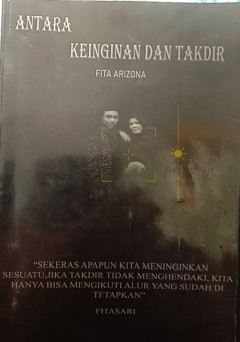 ANTARA
KEINGINAN DAN TAKDIR
FITA ARIZONA
"SEKERAS APAPUN KITA MENINGINKAN
SESUATU,JIKA TAKDIR TIDAK MENGHENDAKI, KITA
HANYA BISA MENGIKUTI ALUR YANG SUDAH DI
TETAPKAN"
FITASARI